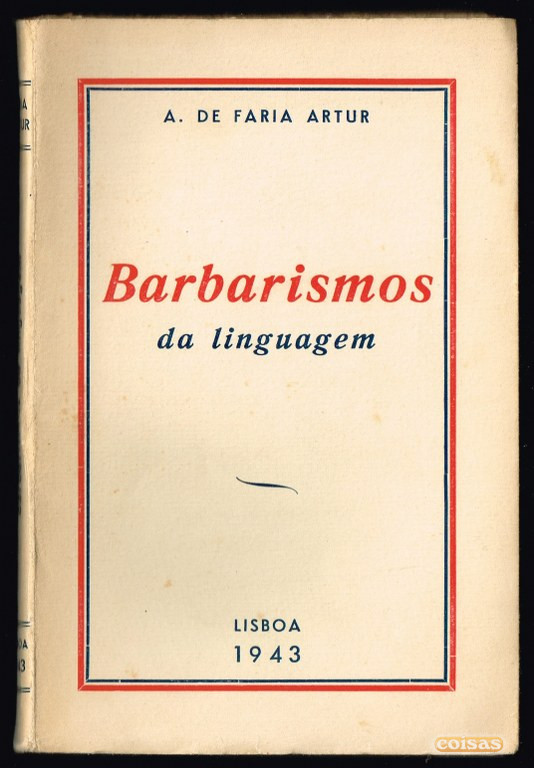 A. DE FARIA ARTUR
Barbarismos
da linguagem
LISBOA
1943
coisas